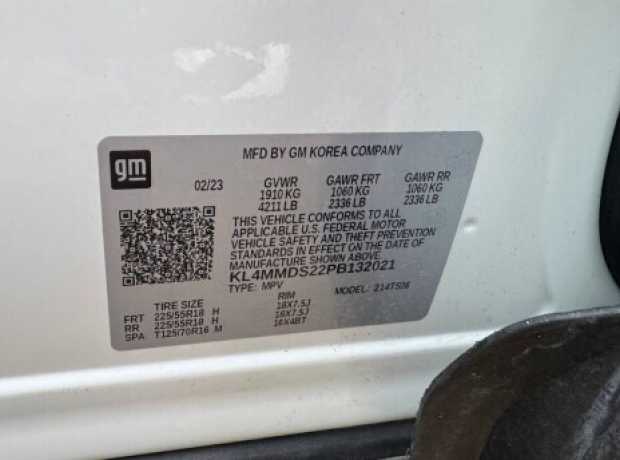 gm
MFD BY GM KOREA COMPANY
02/23 GVWR GAWR FRT GAWR RR
1910 KG 1060 KG 1060 KG
4211 LB 2336 LB 2336 LB
THIS VEHICLE CONFORMS TO ALL
APPLICABLE U.S. FEDERAL MOTOR
VEHICLE SAFETY AND THEFT PREVENTION
STANDARDS IN EFFECT ON THE DATE OF
MANUFACTURE SHOWN ABOVE.
KL4MMDS22PB132021
TYPE: MPV MODEL: 214TS06
TIRE SIZE RIM
FRT 225/55R18 H 18X7.5J
RR 225/55R18 H 18X7.5J
SPA T125/70R16 M 16X4BT